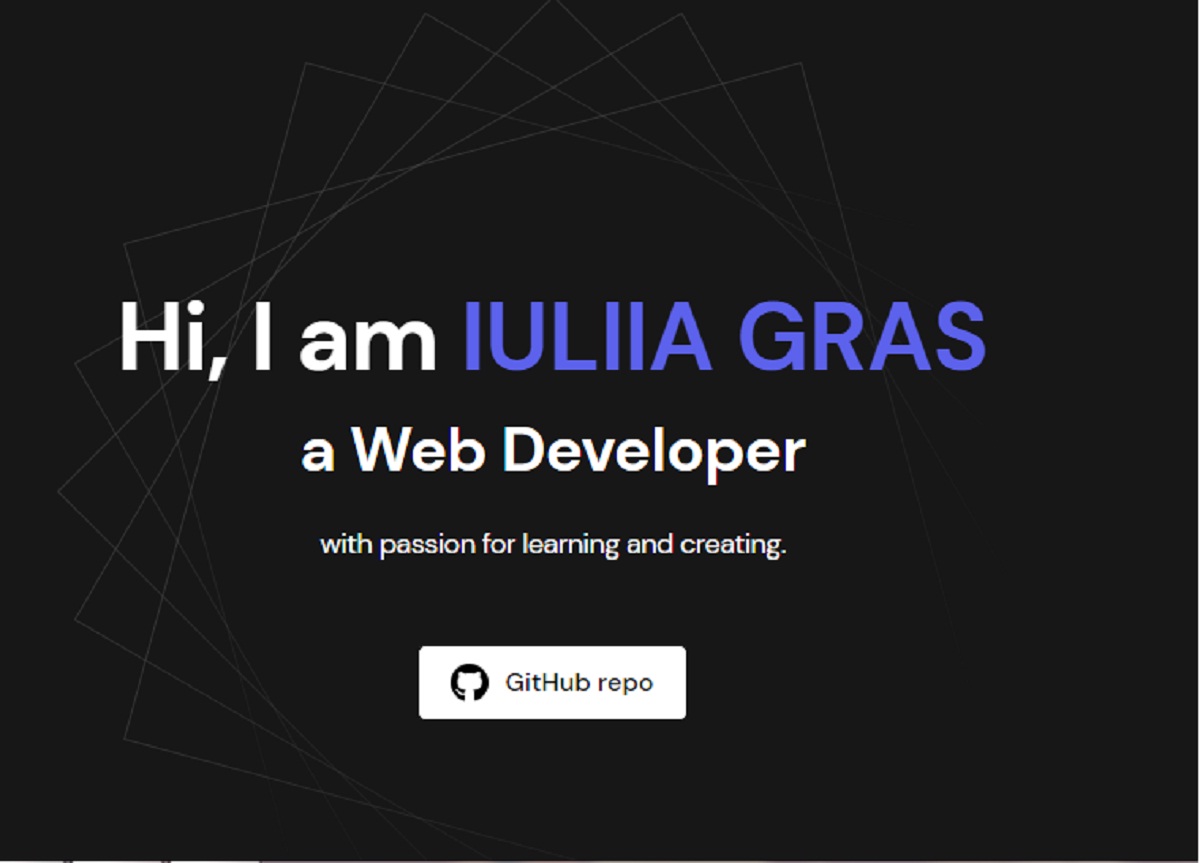 Hi, I am IULIIA GRAS
a Web Developer
with passion for learning and creating.
GitHub repo